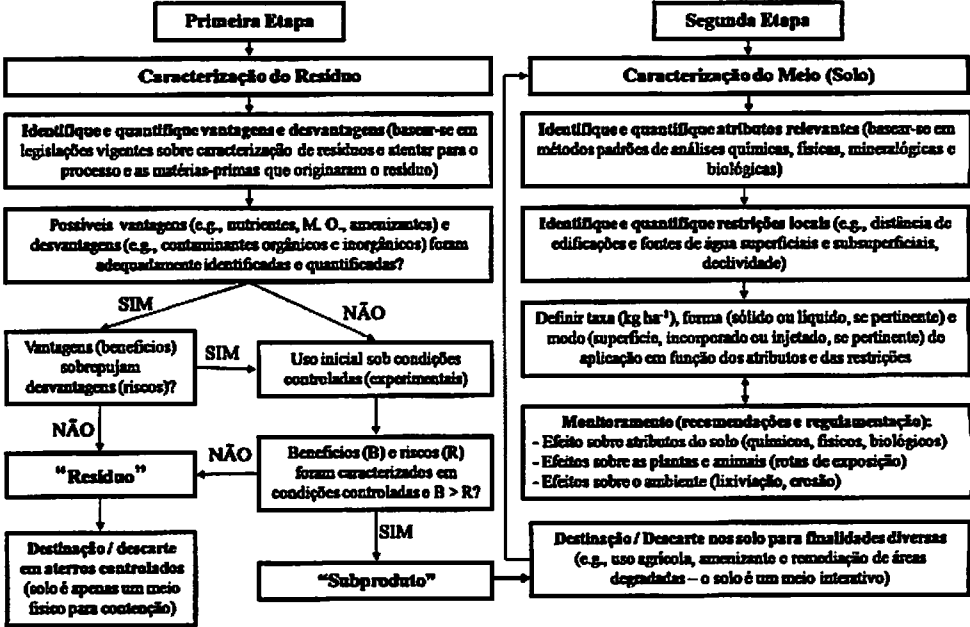 Primeira Etapa
Caracterização do Resíduo
Identifique e quantifique vantagens e desvantagens (basear-se em
legislações vigentes sobre caracterização de resíduos e atentar para o
processo e as matérias-primas que originaram o resíduo)
Possíveis vantagens (e.g., nutrientes, M. O., amenizantes) e
desvantagens (e.g., contaminantes orgânicos e inorgânicos) foram
adequadamente identificadas e quantificadas?
SIM
NÃO
Vantagens (benefícios)
sobrepujam
desvantagens (riscos)?
SIM
Uso inicial sob condições
controladas (experimentais)
NÃO
"Resíduo"
NÃO
Benefícios (B) e riscos (R)
foram caracterizados em
condições controladas e B > R?
SIM
Destinação / descarte
em aterros controlados
(solo é apenas um meio
físico para contenção)
"Subproduto"
Segunda Etapa
Caracterização do Meio (Solo)
Identifique e quantifique atributos relevantes (basear-se em
métodos padrões de análises químicas, físicas, mineralógicas e
biológicas)
Identifique e quantifique restrições locais (e.g., distância de
edificações e fontes de água superficiais e subsuperficiais,
declividade)
Definir taxa (kg ha⁻¹), forma (sólido ou líquido, se pertinente) e
modo (superfície, incorporado ou injetado, se pertinente) de
aplicação em função dos atributos e das restrições
Monitoramento (recomendações e regulamentação):
- Efeito sobre atributos do solo (químicos, físicos, biológicos)
- Efeitos sobre as plantas e animais (rotas de exposição)
- Efeitos sobre o ambiente (lixiviação, erosão)
Destinação / Descarte nos solo para finalidades diversas
(e.g., uso agrícola, amenizante e remediação de áreas
degradadas – o solo é um meio interativo)